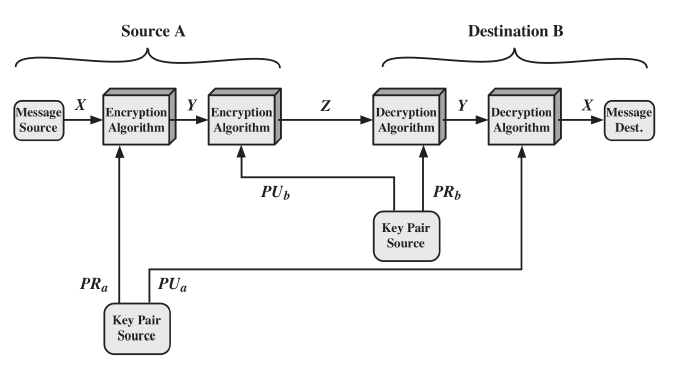 Source A
Destination B
Message
Source
X
Encryption
Algorithm
Y
Encryption
Algorithm
Z
Decryption
Algorithm
Y
Decryption
Algorithm
X
Message
Dest.
PUb
PRb
Key Pair
Source
PRa
PUa
Key Pair
Source